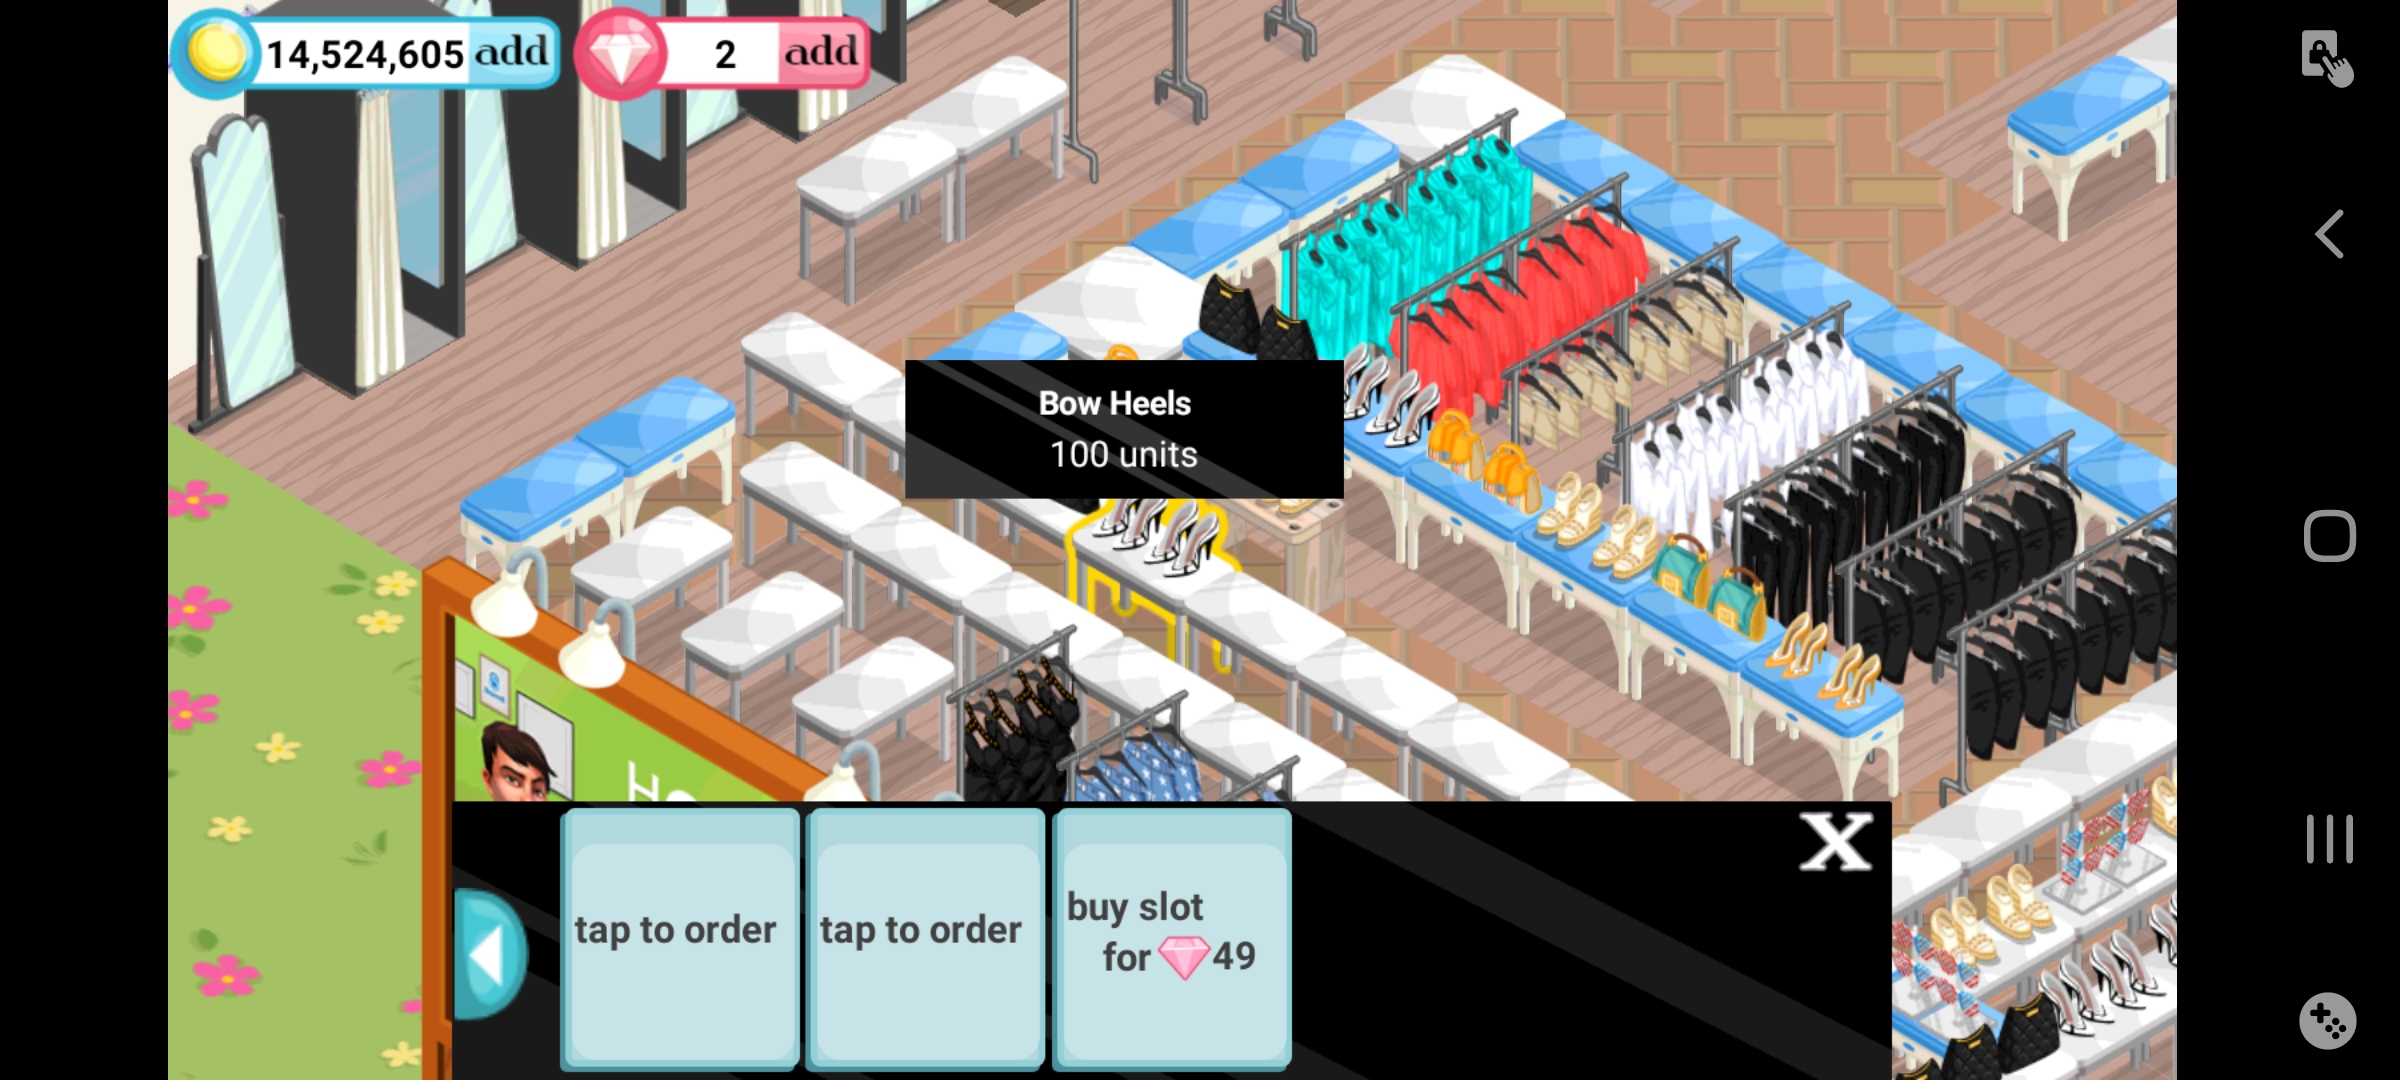 14,524,605 add
2 add
Bow Heels
100 units
Ho
tap to order
tap to order
buy slot
for 49
X